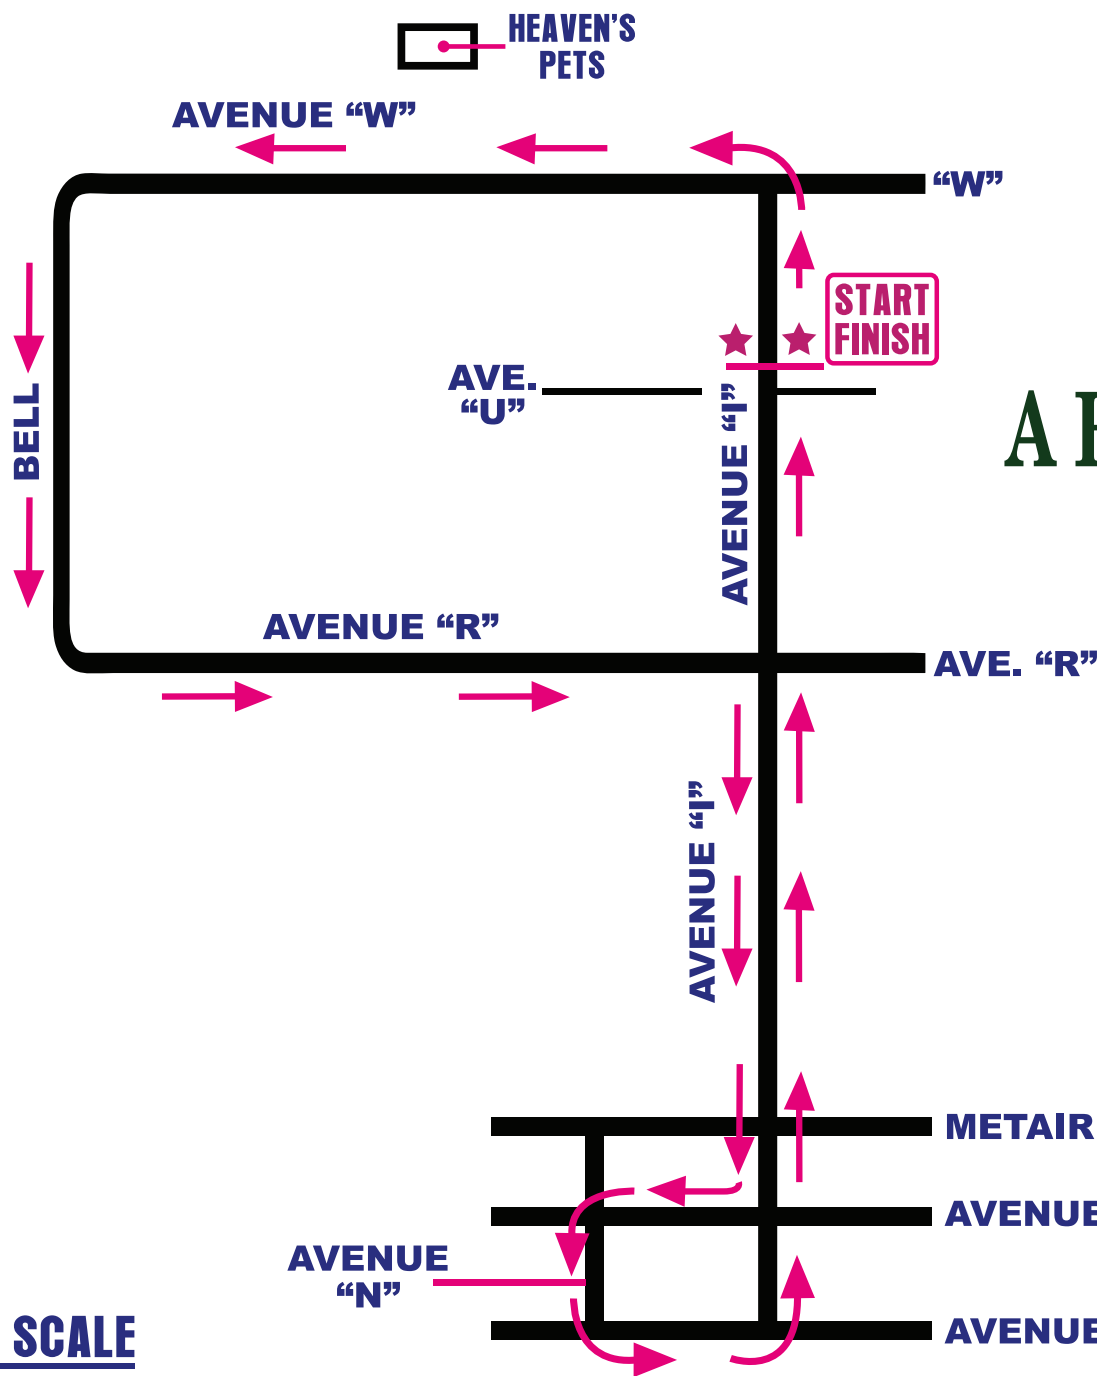 HEAVEN'S
PETS
AVENUE “W”
“W”
START
FINISH
AVE.
“U”
AVENUE “I”
BELL
AVENUE “R”
AVE. “R”
AVENUE “I”
METAIR
AVENUE
AVENUE
“N”
AVENUE
SCALE